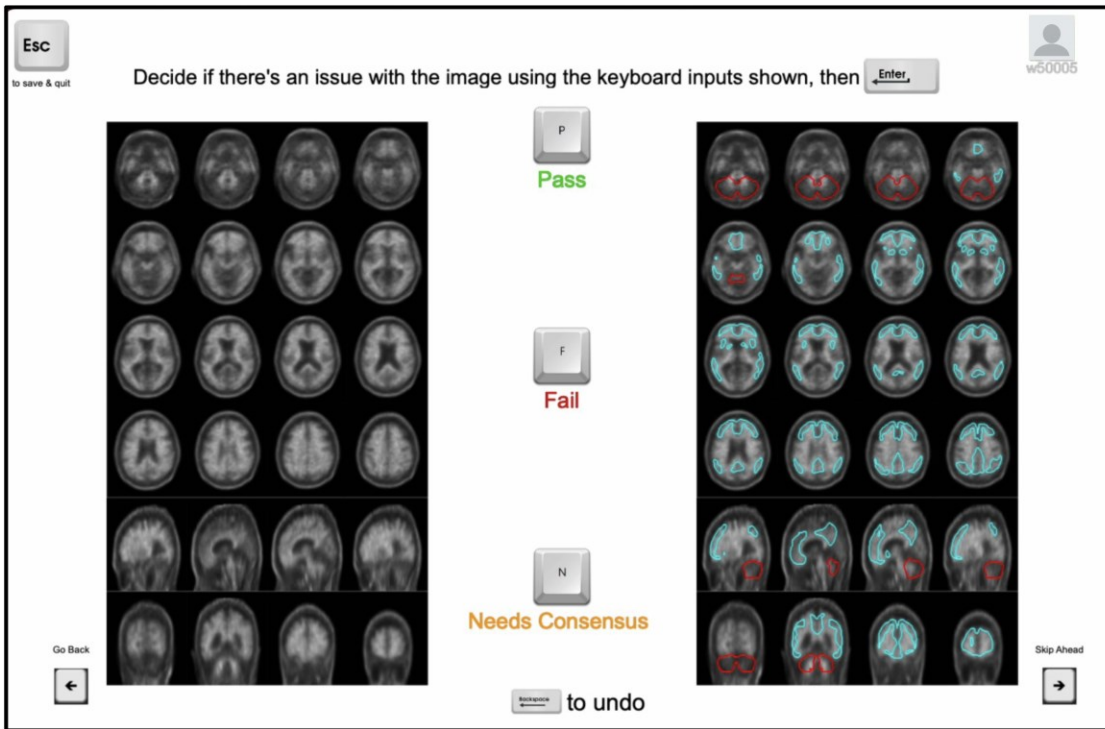 Esc
to save & quit
w50005
Decide if there's an issue with the image using the keyboard inputs shown, then Enter
P
Pass
F
Fail
N
Needs Consensus
Go Back
Skip Ahead
Backspace to undo